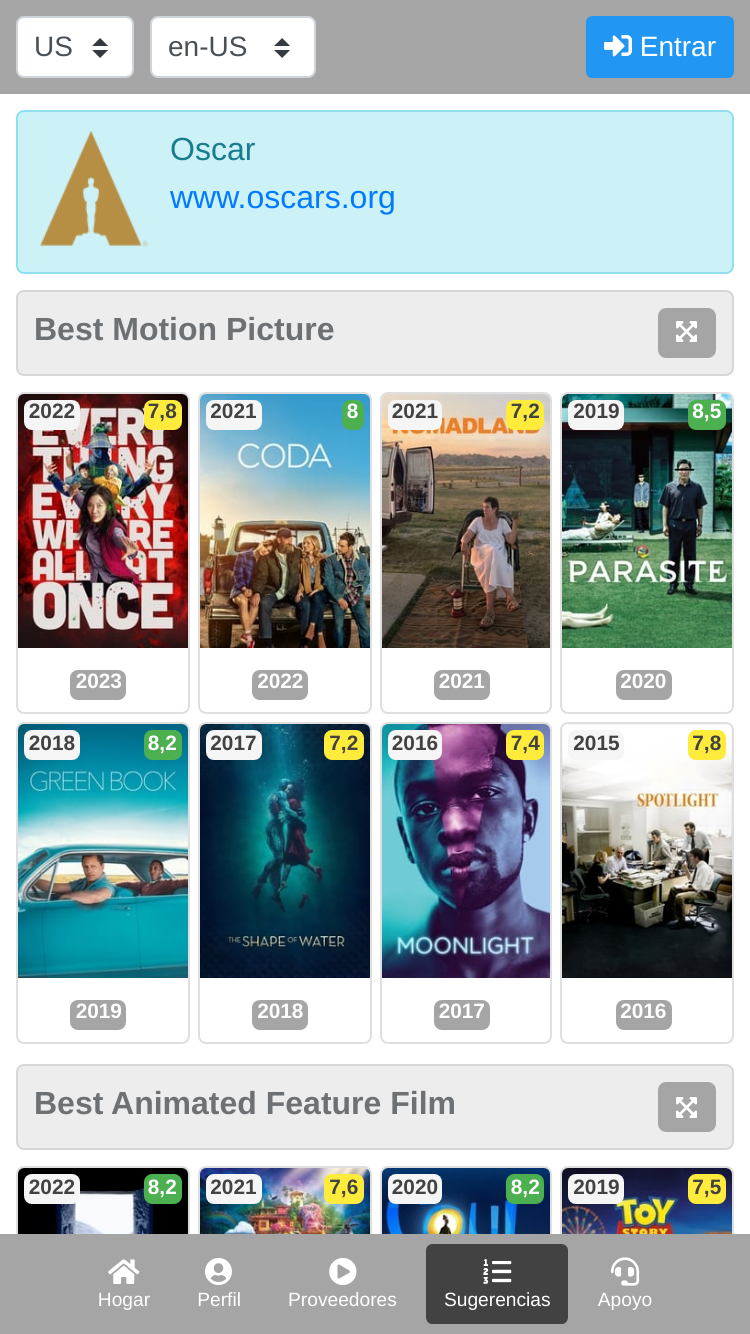 US
en-US
Entrar
Oscar
www.oscars.org
Best Motion Picture
2022
7,8
EVERY
THING
EVERY
WHERE
ALL AT
ONCE
2023
2021
8
CODA
2022
2021
7,2
NOMADLAND
2021
2019
8,5
PARASITE
2020
2018
8,2
GREEN BOOK
2019
2017
7,2
THE SHAPE OF WATER
2018
2016
7,4
MOONLIGHT
2017
2015
7,8
SPOTLIGHT
2016
Best Animated Feature Film
2022
8,2
2021
7,6
2020
8,2
2019
7,5
TOY
STORY
Hogar
Perfil
Proveedores
Sugerencias
Apoyo